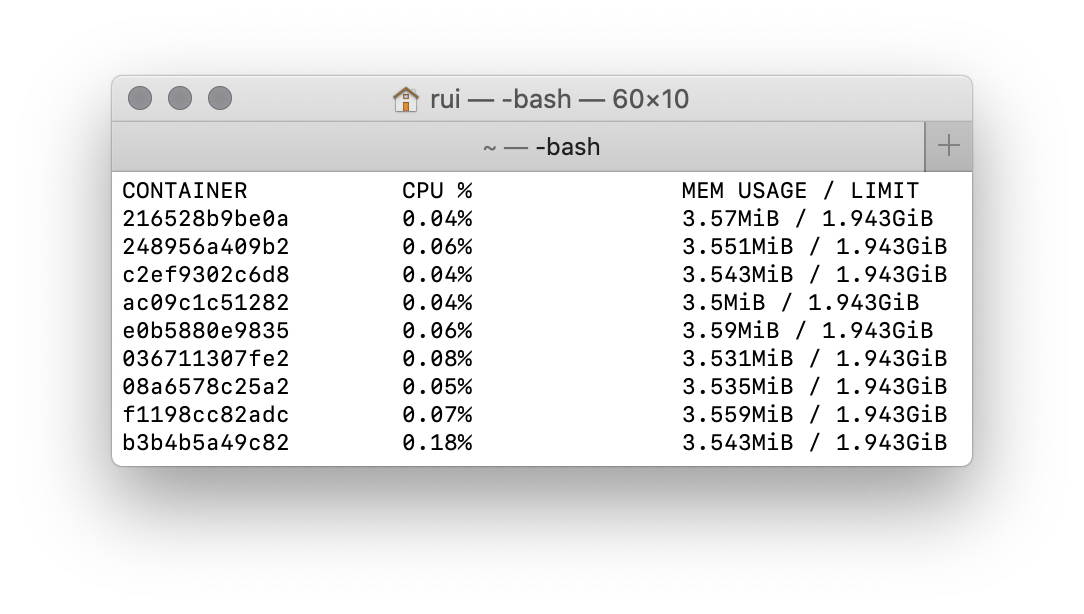 rui — -bash — 60×10
~ — -bash
CONTAINER CPU % MEM USAGE / LIMIT
216528b9be0a 0.04% 3.57MiB / 1.943GiB
248956a409b2 0.06% 3.551MiB / 1.943GiB
c2ef9302c6d8 0.04% 3.543MiB / 1.943GiB
ac09c1c51282 0.04% 3.5MiB / 1.943GiB
e0b5880e9835 0.06% 3.59MiB / 1.943GiB
036711307fe2 0.08% 3.531MiB / 1.943GiB
08a6578c25a2 0.05% 3.535MiB / 1.943GiB
f1198cc82adc 0.07% 3.559MiB / 1.943GiB
b3b4b5a49c82 0.18% 3.543MiB / 1.943GiB